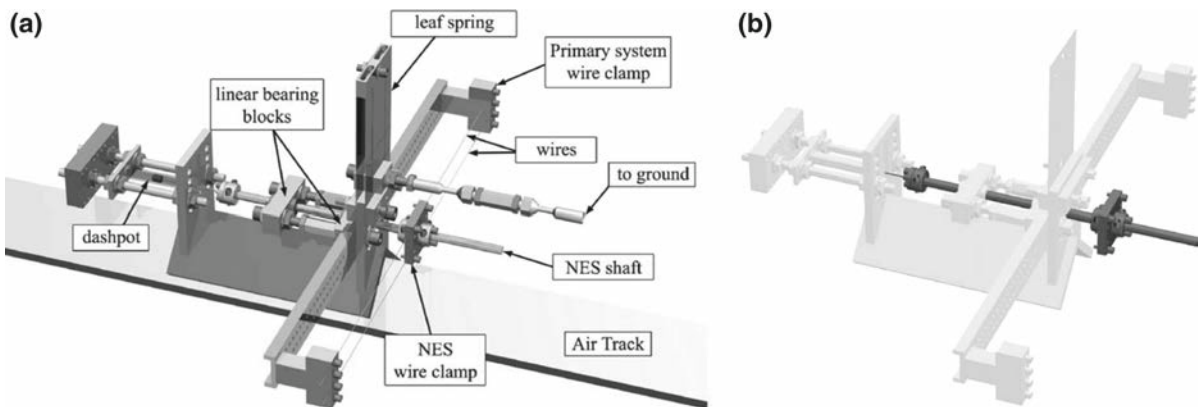 (a)
leaf spring
Primary system
wire clamp
linear bearing
blocks
wires
to ground
dashpot
NES shaft
NES
wire clamp
Air Track
(b)